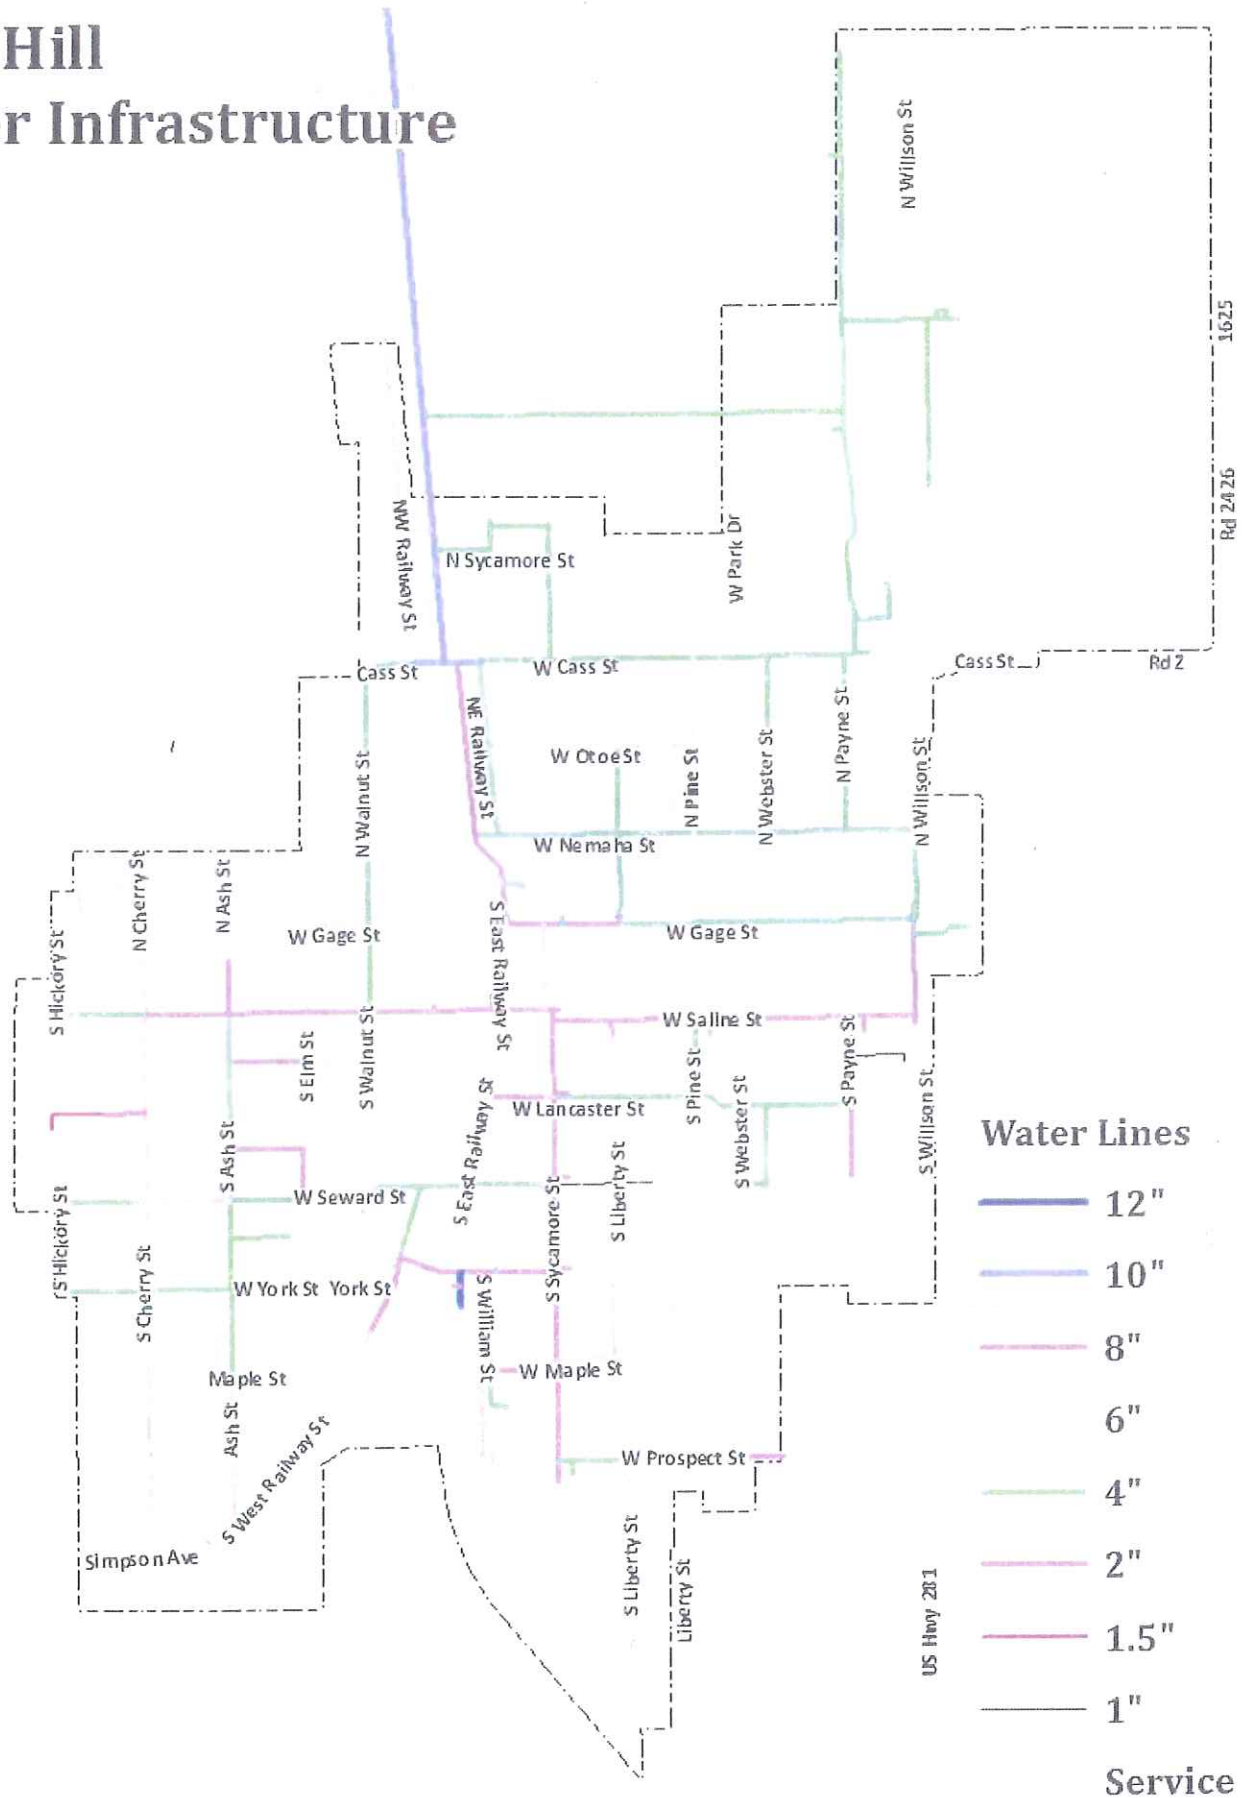 Hill
r Infrastructure
N Willson St
1625
Rd 2426
NW Railway St
N Sycamore St
W Park Dr
Cass St
W Cass St
Cass St
Rd 2
NE Railway St
W Otoe St
N Pine St
N Webster St
N Payne St
N Willson St
N Walnut St
W Nemaha St
N Cherry St
N Ash St
S Hickory St
W Gage St
S East Railway St
W Gage St
W Saline St
S Elm St
S Walnut St
S Pine St
S Payne St
W Lancaster St
S Webster St
S Willson St
S Ash St
S East Railway St
S Liberty St
W Seward St
S Hickory St
S Cherry St
S Sycamore St
W York St
York St
S William St
Maple St
W Maple St
Ash St
S West Railway St
W Prospect St
Simpson Ave
S Liberty St
Liberty St
US Hwy 281
Water Lines
12"
10"
8"
6"
4"
2"
1.5"
1"
Service